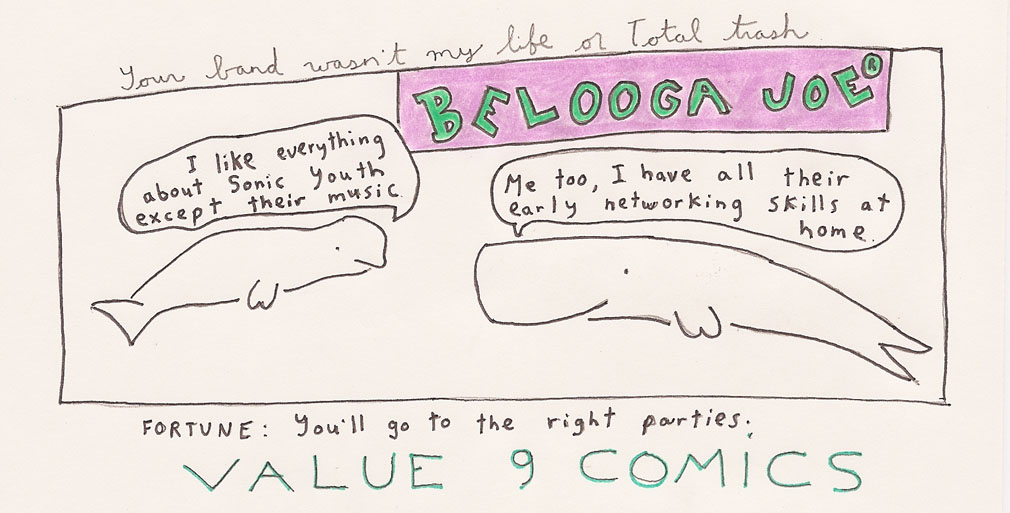 Your band wasn't my life or Total trash
BELOOGA JOE®
I like everything
about Sonic Youth
except their music
Me too, I have all their
early networking skills at
home.
FORTUNE: You'll go to the right parties.
VALUE 9 COMICS